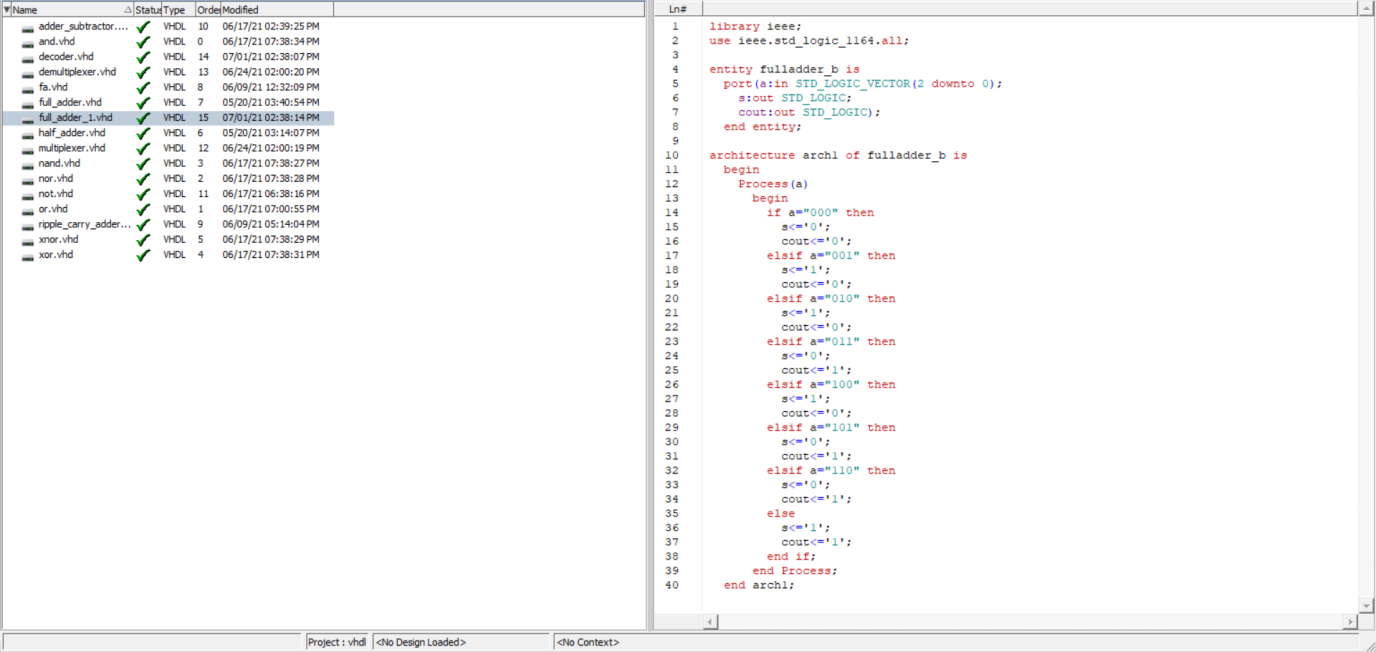 Name Status Type Order Modified
adder_subtractor.... VHDL 10 06/17/21 02:39:25 PM
and.vhd VHDL 0 06/17/21 07:38:34 PM
decoder.vhd VHDL 14 07/01/21 02:38:07 PM
demultiplexer.vhd VHDL 13 06/24/21 02:00:20 PM
fa.vhd VHDL 8 06/09/21 12:32:09 PM
full_adder.vhd VHDL 7 05/20/21 03:40:54 PM
full_adder_1.vhd VHDL 15 07/01/21 02:38:14 PM
half_adder.vhd VHDL 6 05/20/21 03:14:07 PM
multiplexer.vhd VHDL 12 06/24/21 02:00:19 PM
nand.vhd VHDL 3 06/17/21 07:38:27 PM
nor.vhd VHDL 2 06/17/21 07:38:28 PM
not.vhd VHDL 11 06/17/21 06:38:16 PM
or.vhd VHDL 1 06/17/21 07:00:55 PM
ripple_carry_adder... VHDL 9 06/09/21 05:14:04 PM
xnor.vhd VHDL 5 06/17/21 07:38:29 PM
xor.vhd VHDL 4 06/17/21 07:38:31 PM
Ln#
1 library ieee;
2 use ieee.std_logic_1164.all;
3
4 entity fulladder_b is
5 port(a:in STD_LOGIC_VECTOR(2 downto 0);
6 s:out STD_LOGIC;
7 cout:out STD_LOGIC);
8 end entity;
9
10 architecture arch1 of fulladder_b is
11 begin
12 Process(a)
13 begin
14 if a="000" then
15 s<='0';
16 cout<='0';
17 elsif a="001" then
18 s<='1';
19 cout<='0';
20 elsif a="010" then
21 s<='1';
22 cout<='0';
23 elsif a="011" then
24 s<='0';
25 cout<='1';
26 elsif a="100" then
27 s<='1';
28 cout<='0';
29 elsif a="101" then
30 s<='0';
31 cout<='1';
32 elsif a="110" then
33 s<='0';
34 cout<='1';
35 else
36 s<='1';
37 cout<='1';
38 end if;
39 end Process;
40 end arch1;
Project : vhdl <No Design Loaded> <No Context>